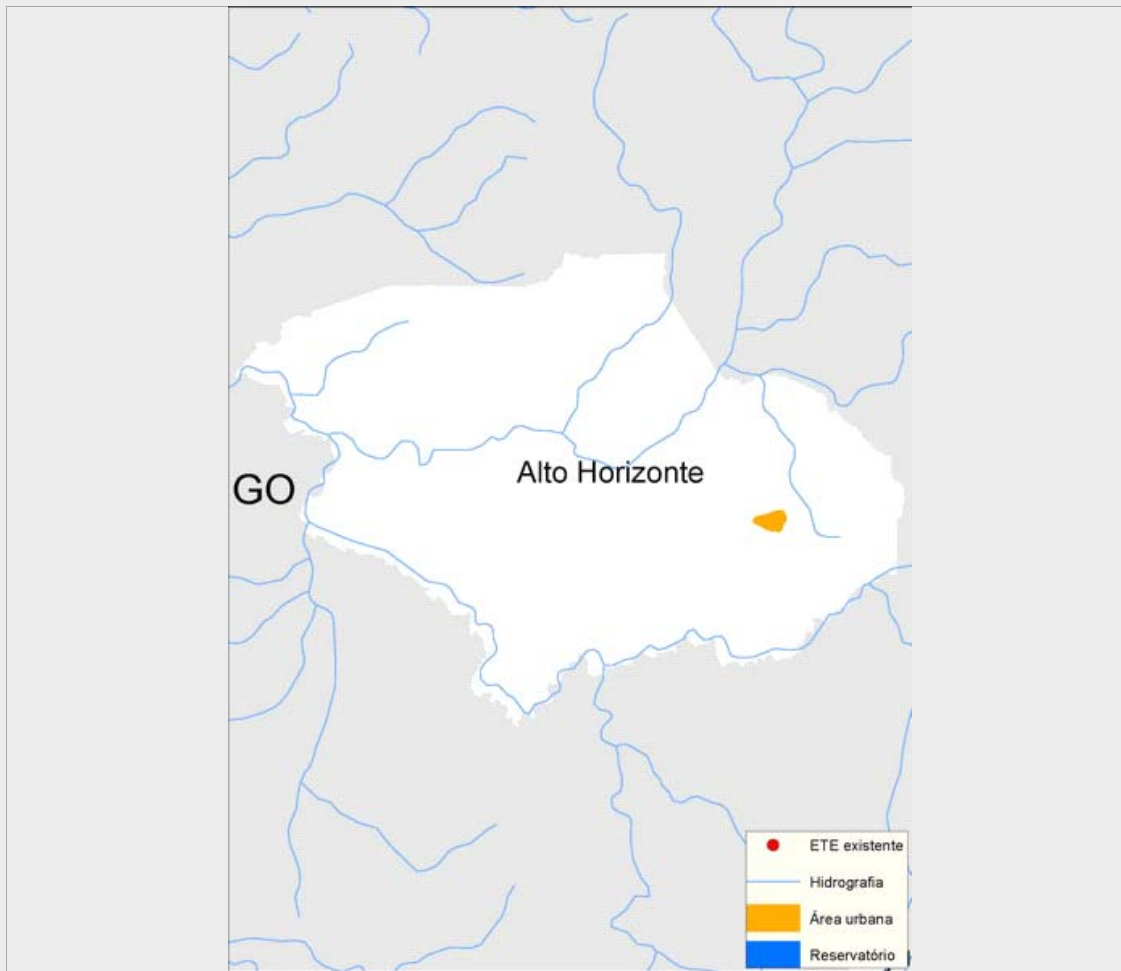 Alto Horizonte
GO
ETE existente
Hidrografia
Área urbana
Reservatório